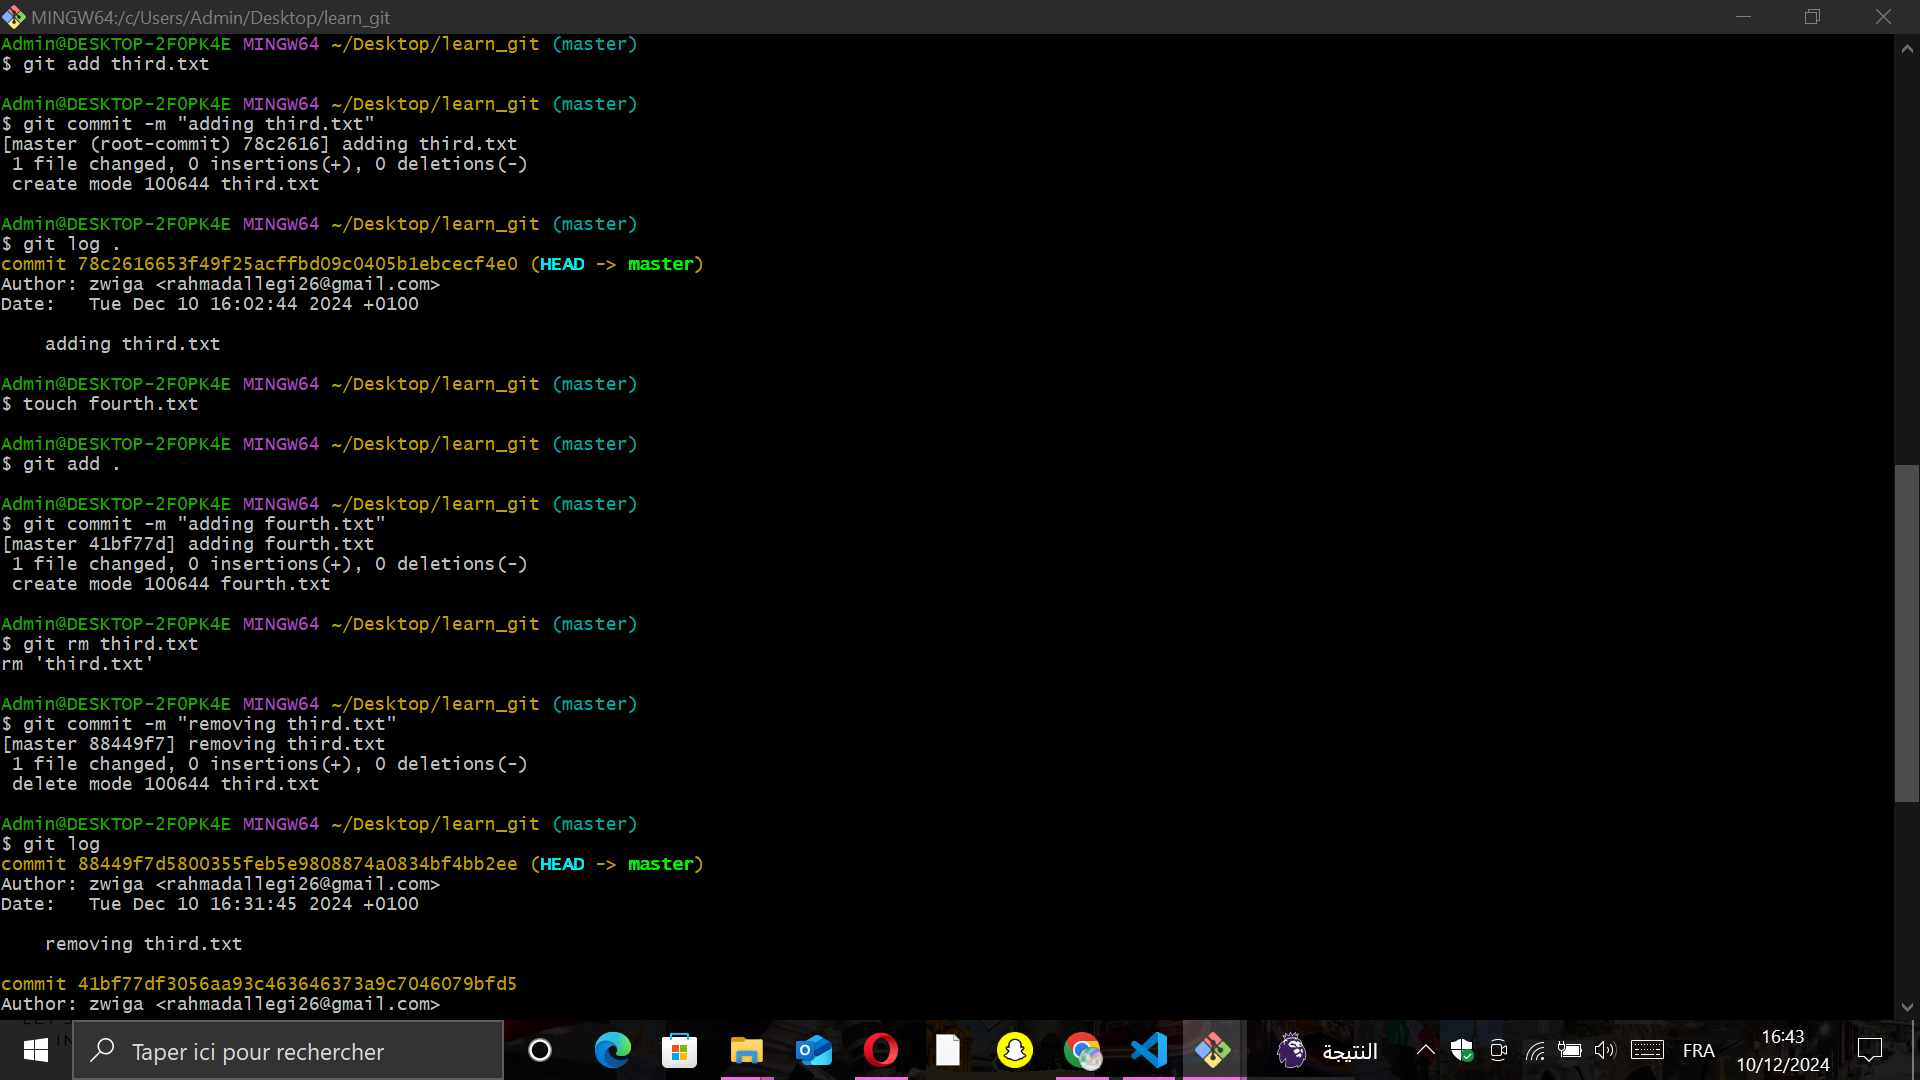 MINGW64:/c/Users/Admin/Desktop/learn_git
Admin@DESKTOP-2F0PK4E MINGW64 ~/Desktop/learn_git (master)
$ git add third.txt
Admin@DESKTOP-2F0PK4E MINGW64 ~/Desktop/learn_git (master)
$ git commit -m "adding third.txt"
[master (root-commit) 78c2616] adding third.txt
 1 file changed, 0 insertions(+), 0 deletions(-)
 create mode 100644 third.txt
Admin@DESKTOP-2F0PK4E MINGW64 ~/Desktop/learn_git (master)
$ git log .
commit 78c2616653f49f25acffbd09c0405b1ebcecf4e0 (HEAD -> master)
Author: zwiga <rahmadallegi26@gmail.com>
Date:   Tue Dec 10 16:02:44 2024 +0100
    adding third.txt
Admin@DESKTOP-2F0PK4E MINGW64 ~/Desktop/learn_git (master)
$ touch fourth.txt
Admin@DESKTOP-2F0PK4E MINGW64 ~/Desktop/learn_git (master)
$ git add .
Admin@DESKTOP-2F0PK4E MINGW64 ~/Desktop/learn_git (master)
$ git commit -m "adding fourth.txt"
[master 41bf77d] adding fourth.txt
 1 file changed, 0 insertions(+), 0 deletions(-)
 create mode 100644 fourth.txt
Admin@DESKTOP-2F0PK4E MINGW64 ~/Desktop/learn_git (master)
$ git rm third.txt
rm 'third.txt'
Admin@DESKTOP-2F0PK4E MINGW64 ~/Desktop/learn_git (master)
$ git commit -m "removing third.txt"
[master 88449f7] removing third.txt
 1 file changed, 0 insertions(+), 0 deletions(-)
 delete mode 100644 third.txt
Admin@DESKTOP-2F0PK4E MINGW64 ~/Desktop/learn_git (master)
$ git log
commit 88449f7d5800355feb5e9808874a0834bf4bb2ee (HEAD -> master)
Author: zwiga <rahmadallegi26@gmail.com>
Date:   Tue Dec 10 16:31:45 2024 +0100
    removing third.txt
commit 41bf77df3056aa93c463646373a9c7046079bfd5
Author: zwiga <rahmadallegi26@gmail.com>
Taper ici pour rechercher
النتيجة
FRA
16:43
10/12/2024